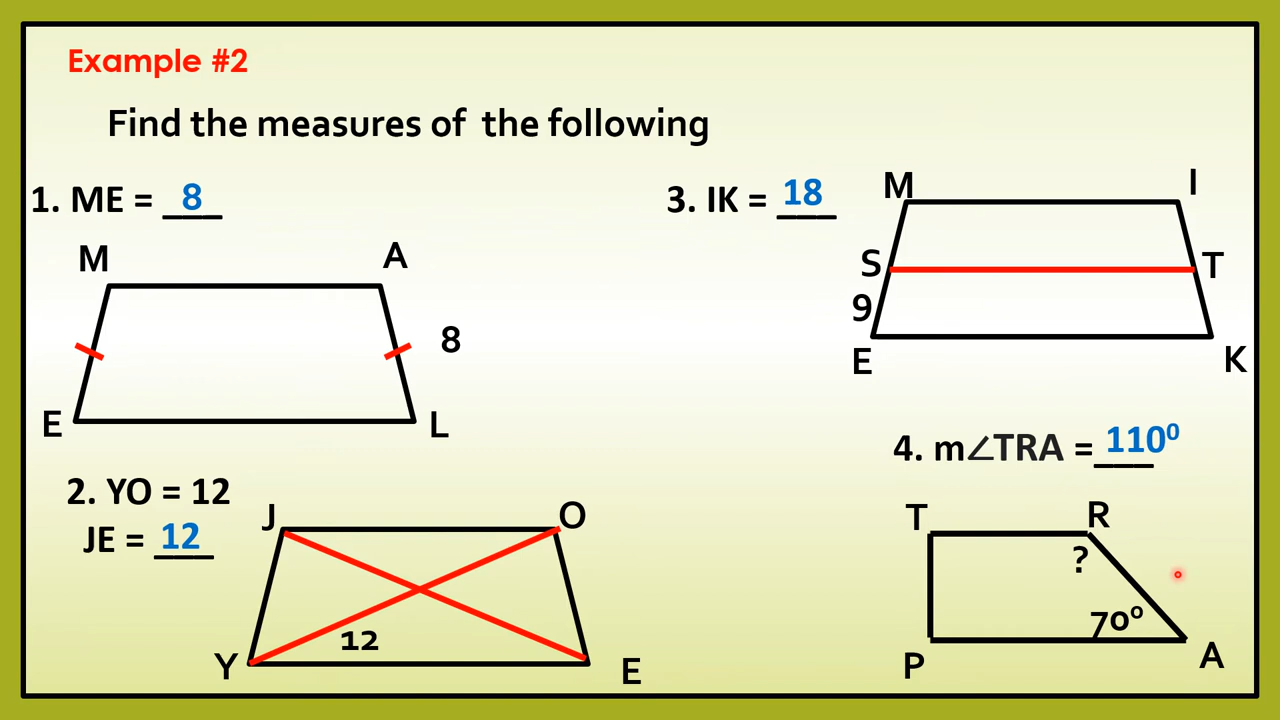 Example #2
Find the measures of the following
1. ME = 8
M
A
8
E
L
2. YO = 12
JE = 12
J
O
12
Y
E
3. IK = 18
M
I
S
T
9
E
K
4. m∠TRA = 110⁰
T
R
?
70⁰
P
A